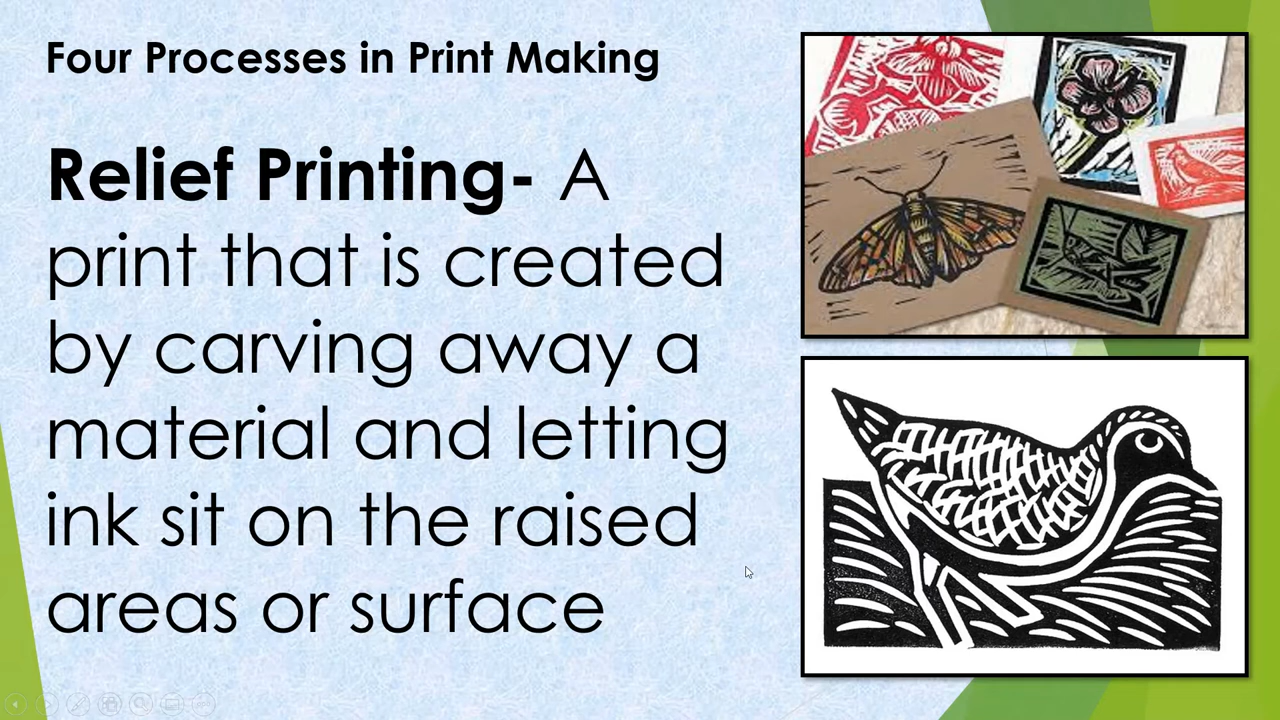 Four Processes in Print Making
Relief Printing- A
print that is created
by carving away a
material and letting
ink sit on the raised
areas or surface